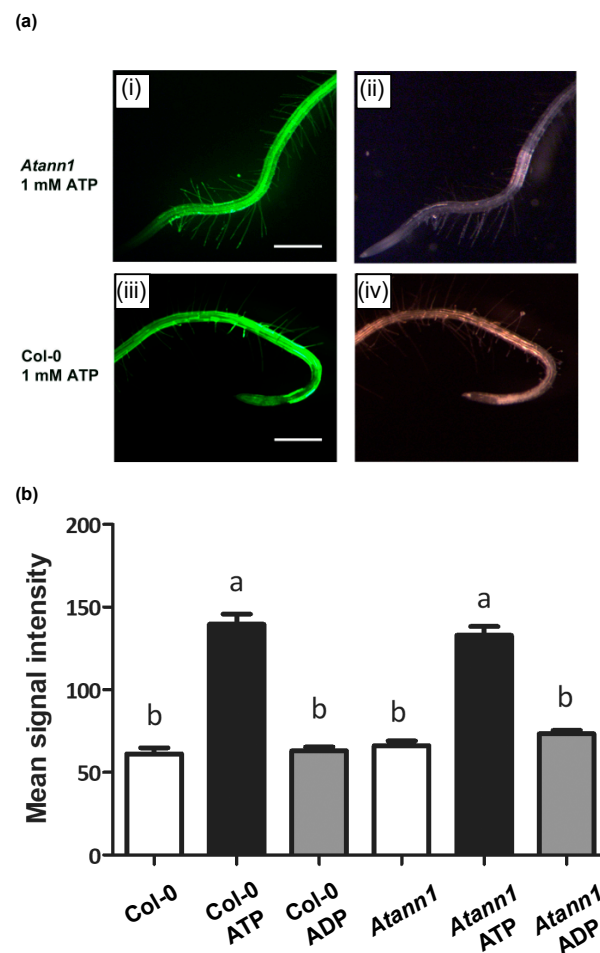 (a)
(i)
(ii)
Atann1
1 mM ATP
(iii)
(iv)
Col-0
1 mM ATP
(b)
Mean signal intensity
200
150
100
50
0
b
a
b
b
a
b
Col-0
Col-0
ATP
Col-0
ADP
Atann1
Atann1
ATP
Atann1
ADP